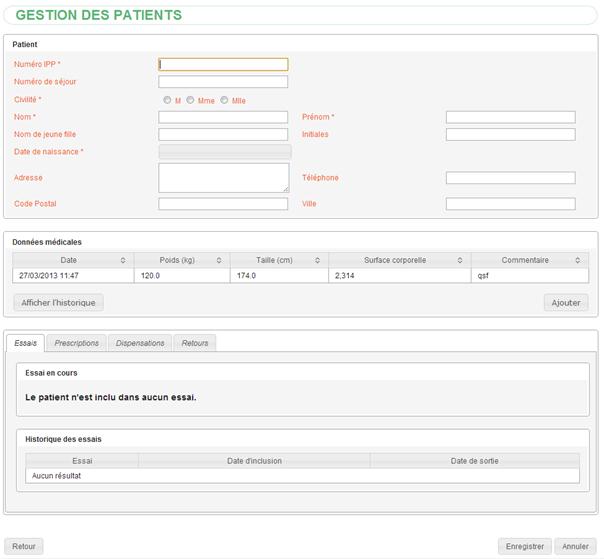 GESTION DES PATIENTS
Patient
Numéro IPP *
Numéro de séjour
Civilité * M Mme Mlle
Nom * Prénom *
Nom de jeune fille Initiales
Date de naissance *
Adresse Téléphone
Code Postal Ville
Données médicales
Date Poids (kg) Taille (cm) Surface corporelle Commentaire
27/03/2013 11:47 120.0 174.0 2,314 qsf
Afficher l'historique Ajouter
Essais Prescriptions Dispensations Retours
Essai en cours
Le patient n'est inclu dans aucun essai.
Historique des essais
Essai Date d'inclusion Date de sortie
Aucun résultat
Retour Enregistrer Annuler